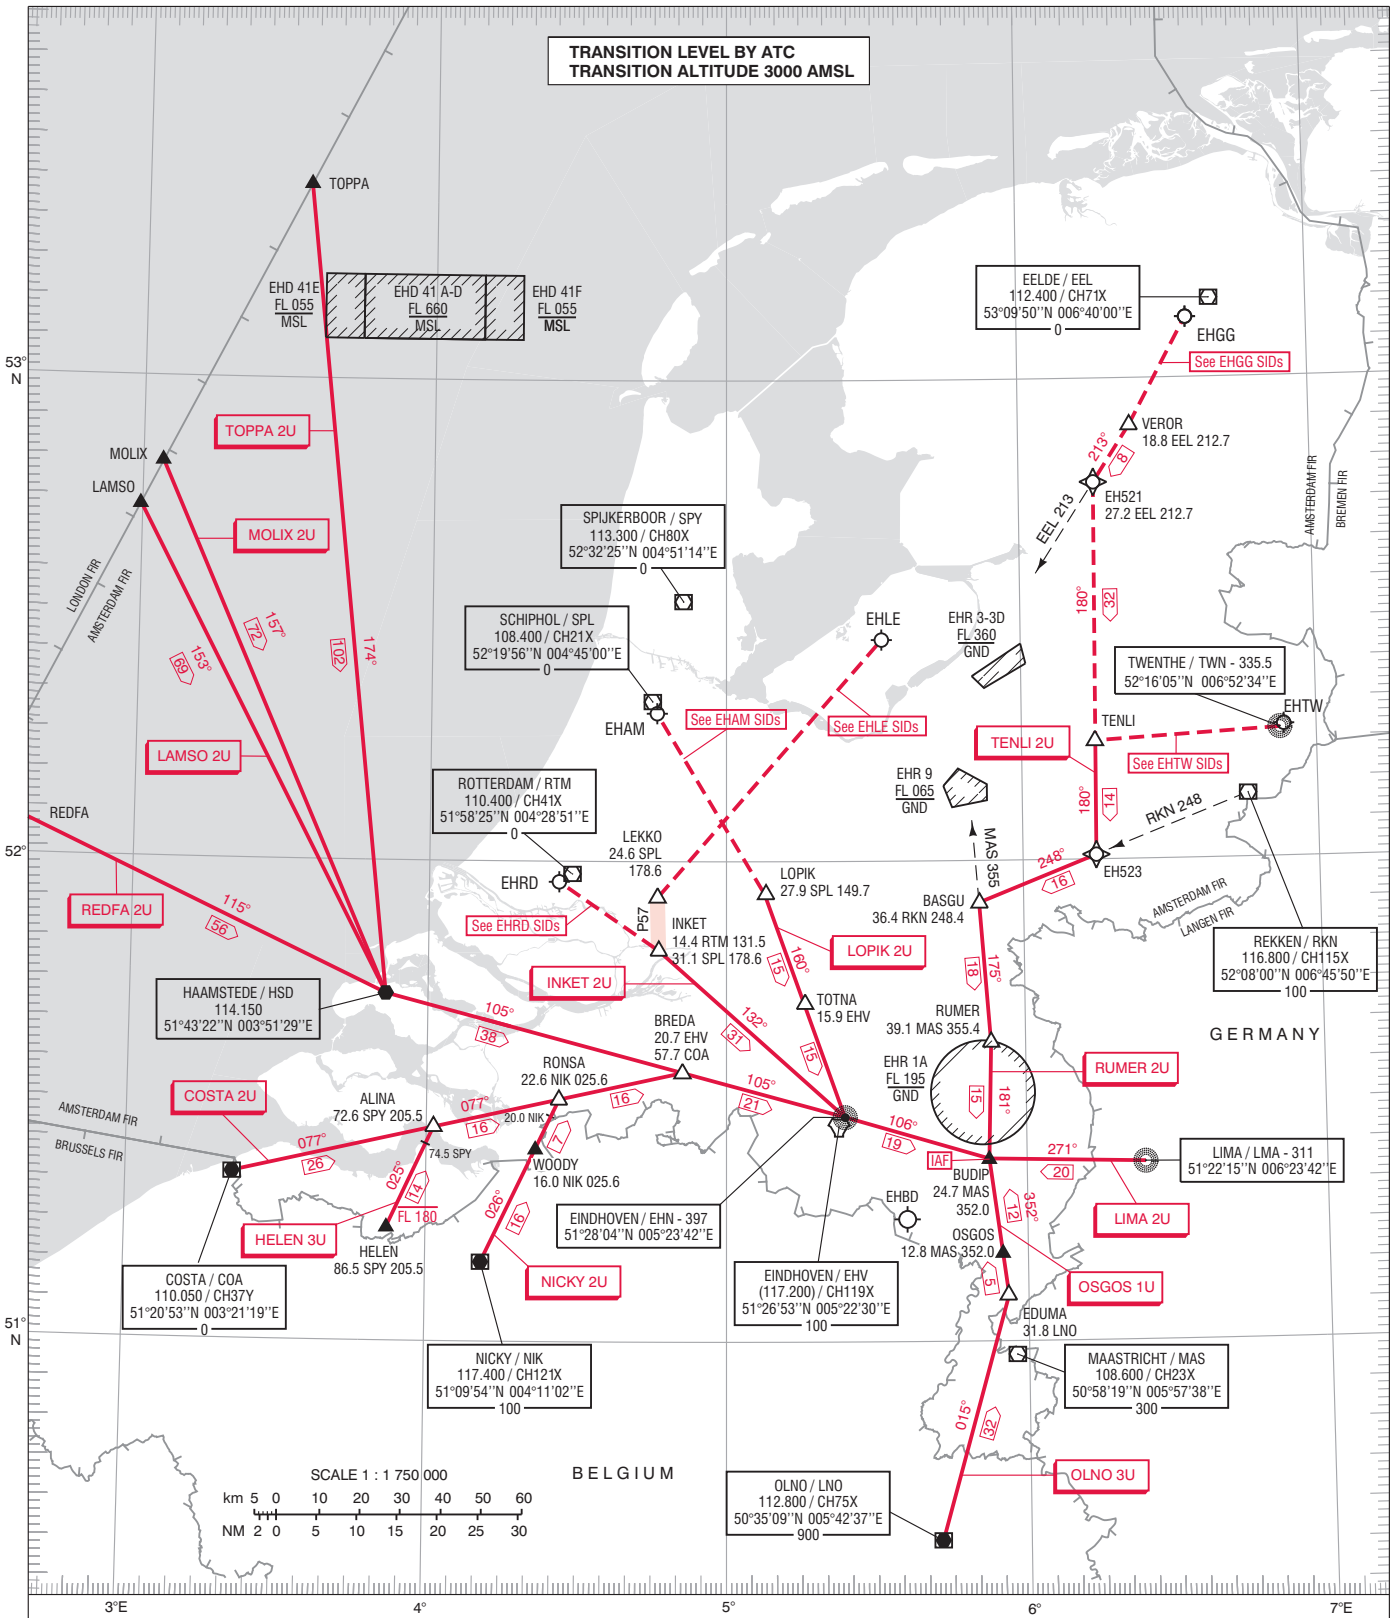 TRANSITION LEVEL BY ATC
TRANSITION ALTITUDE 3000 AMSL
TOPPA
EHD 41E
FL 055
MSL
EHD 41 A-D
FL 660
MSL
EHD 41F
FL 055
MSL
EELDE / EEL
112.400 / CH71X
53°09'50''N 006°40'00''E
0
EHGG
See EHGG SIDs
53°
N
TOPPA 2U
VEROR
18.8 EEL 212.7
213°
8
MOLIX
LAMSO
EH521
27.2 EEL 212.7
EEL 213
AMSTERDAM FIR
BREMEN FIR
MOLIX 2U
SPIJKERBOOR / SPY
113.300 / CH80X
52°32'25''N 004°51'14''E
0
LONDON FIR
AMSTERDAM FIR
180°
32
SCHIPHOL / SPL
108.400 / CH21X
52°19'56''N 004°45'00''E
0
EHLE
EHR 3-3D
FL 360
GND
157°
72
153°
69
174°
102
TWENTHE / TWN - 335.5
52°16'05''N 006°52'34''E
EHTW
EHAM
See EHAM SIDs
See EHLE SIDs
TENLI
TENLI 2U
See EHTW SIDs
LAMSO 2U
ROTTERDAM / RTM
110.400 / CH41X
51°58'25''N 004°28'51''E
0
EHR 9
FL 065
GND
180°
14
RKN 248
REDFA
MAS 355
LEKKO
24.6 SPL
178.6
52°
N
EHRD
LOPIK
27.9 SPL 149.7
248°
16
EH523
BASGU
36.4 RKN 248.4
AMSTERDAM FIR
LANGEN FIR
REDFA 2U
115°
56
See EHRD SIDs
P57
INKET
14.4 RTM 131.5
31.1 SPL 178.6
160°
15
LOPIK 2U
REKKEN / RKN
116.800 / CH115X
52°08'00''N 006°45'50''E
100
INKET 2U
18
175°
HAAMSTEDE / HSD
114.150
51°43'22''N 003°51'29''E
TOTNA
15.9 EHV
105°
38
132°
31
BREDA
20.7 EHV
57.7 COA
RUMER
39.1 MAS 355.4
GERMANY
15
EHR 1A
FL 195
GND
RONSA
22.6 NIK 025.6
RUMER 2U
COSTA 2U
ALINA
72.6 SPY 205.5
077°
16
20.0 NIK
16
105°
21
15
181°
AMSTERDAM FIR
BRUSSELS FIR
077°
26
74.5 SPY
7
106°
19
IAF
271°
20
LIMA / LMA - 311
51°22'15''N 006°23'42''E
WOODY
16.0 NIK 025.6
BUDIP
24.7 MAS
352.0
025°
14
FL 180
026°
16
EHBD
352°
12
LIMA 2U
HELEN 3U
EINDHOVEN / EHN - 397
51°28'04''N 005°23'42''E
OSGOS
12.8 MAS 352.0
HELEN
86.5 SPY 205.5
COSTA / COA
110.050 / CH37Y
51°20'53''N 003°21'19''E
0
NICKY 2U
EINDHOVEN / EHV
(117.200) / CH119X
51°26'53''N 005°22'30''E
100
5
OSGOS 1U
EDUMA
31.8 LNO
51°
N
NICKY / NIK
117.400 / CH121X
51°09'54''N 004°11'02''E
100
MAASTRICHT / MAS
108.600 / CH23X
50°58'19''N 005°57'38''E
300
015°
32
SCALE 1 : 1 750 000
BELGIUM
OLNO / LNO
112.800 / CH75X
50°35'09''N 005°42'37''E
900
OLNO 3U
km 5 0 10 20 30 40 50 60
NM 2 0 5 10 15 20 25 30
3°E 4° 5° 6° 7°E